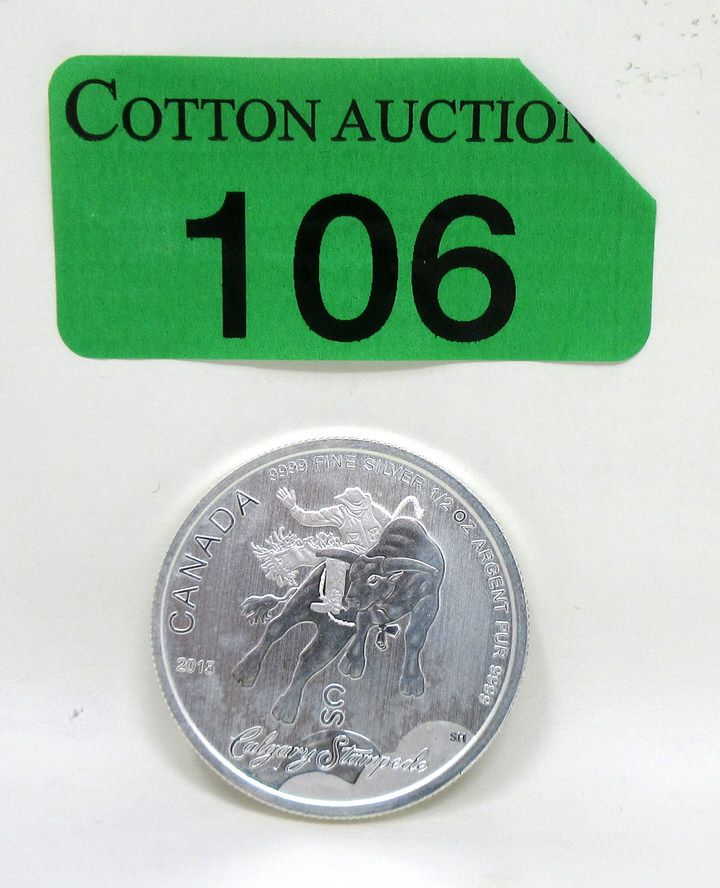 COTTON AUCTION
106
CANADA
9999 FINE SILVER 1/2 OZ ARGENT PUR 9999
2015
CS
Calgary Stampede
SH